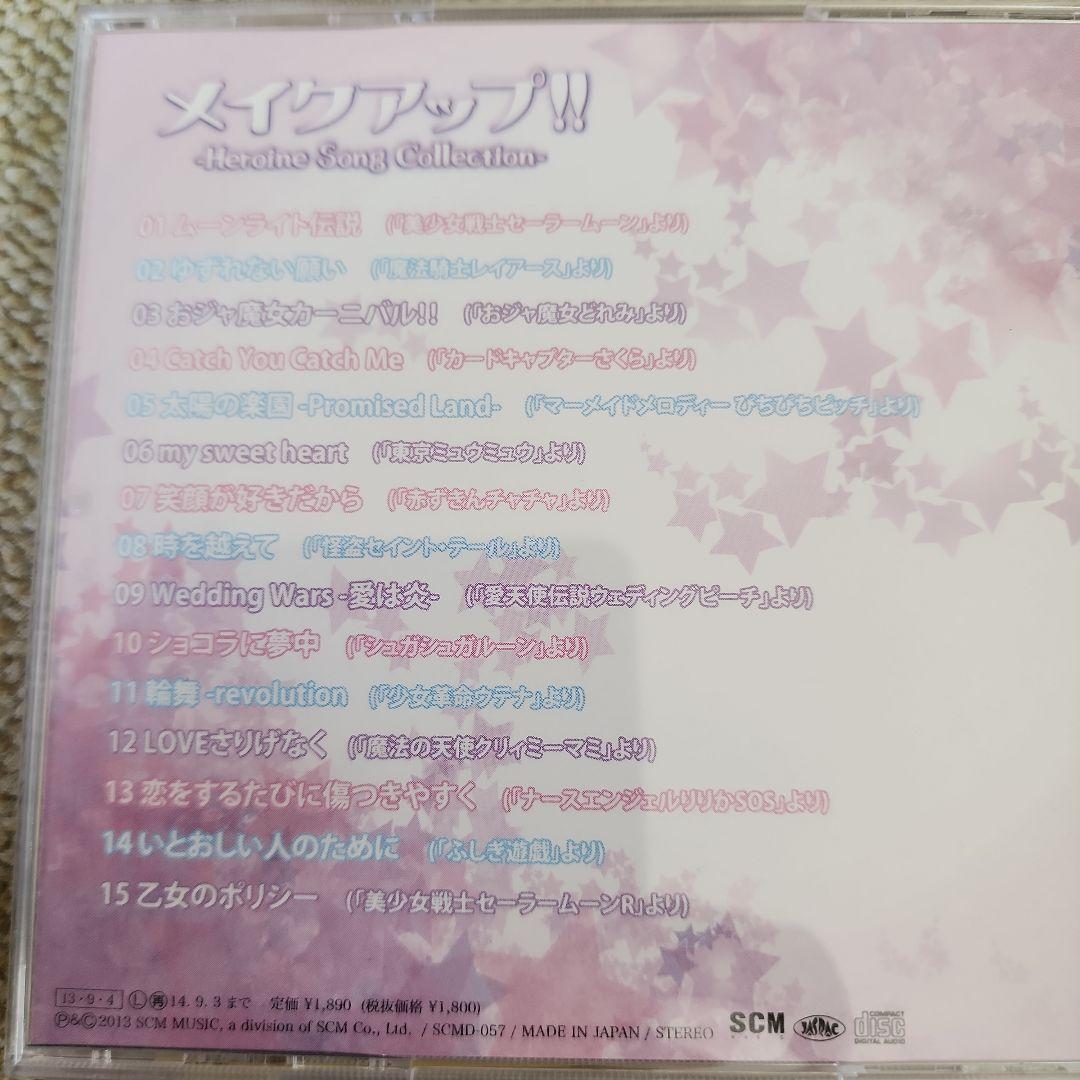 メイクアップ!!
-Heroine Song Collection-
01 ムーンライト伝説 (「美少女戦士セーラームーン」より)
02 ゆずれない願い (「魔法騎士レイアース」より)
03 おジャ魔女カーニバル!! (「おジャ魔女どれみ」より)
04 Catch You Catch Me (「カードキャプターさくら」より)
05 太陽の楽園 -Promised Land- (「マーメイドメロディー ぴちぴちピッチ」より)
06 my sweet heart (「東京ミュウミュウ」より)
07 笑顔が好きだから (「赤ずきんチャチャ」より)
08 時を越えて (「怪盗セイント・テール」より)
09 Wedding Wars -愛は炎- (「愛天使伝説ウェディングピーチ」より)
10 ショコラに夢中 (「シュガシュガルーン」より)
11 輪舞 -revolution (「少女革命ウテナ」より)
12 LOVEさりげなく (「魔法の天使クリィミーマミ」より)
13 恋をするたびに傷つきやすく (「ナースエンジェルリリカSOS」より)
14 いとおしい人のために (「ふしぎ遊戯」より)
15 乙女のポリシー (「美少女戦士セーラームーンR」より)
13・9・4 Ⓛ ㊢14. 9. 3 まで 定価 ¥1,890 (税抜価格 ¥1,800)
Ⓟ&Ⓒ2013 SCM MUSIC, a division of SCM Co., Ltd. / SCMD-057 / MADE IN JAPAN / STEREO SCM JASRAC COMPACT disc DIGITAL AUDIO